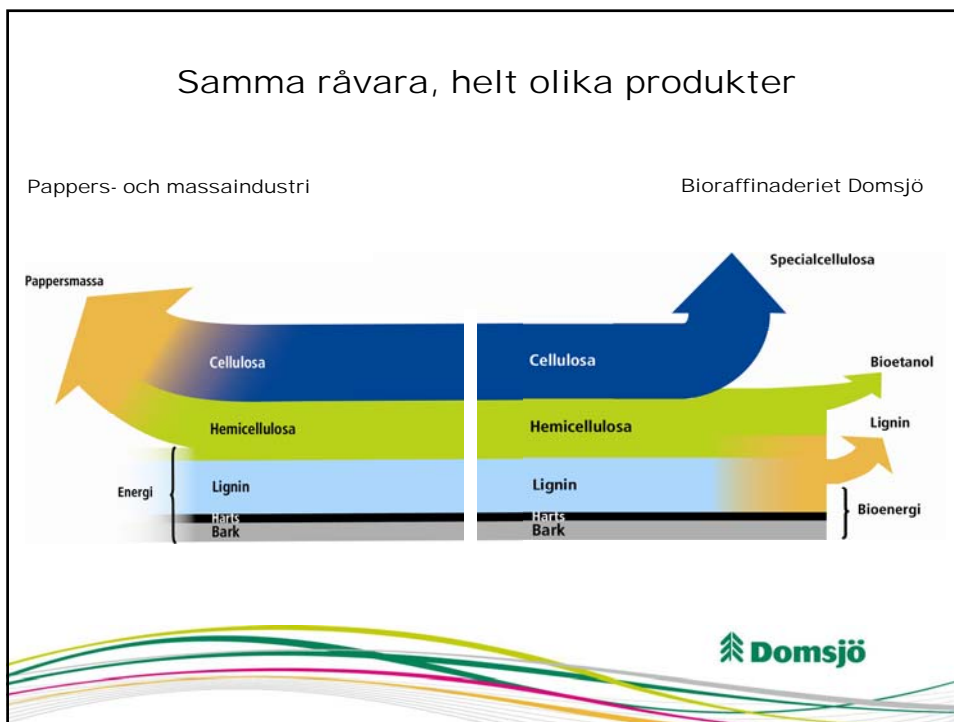 Samma råvara, helt olika produkter
Pappers- och massaindustri
Bioraffinaderiet Domsjö
Pappersmassa
Cellulosa
Hemicellulosa
Energi
Lignin
Harts
Bark
Specialcellulosa
Cellulosa
Bioetanol
Hemicellulosa
Lignin
Lignin
Bioenergi
Harts
Bark
Domsjö